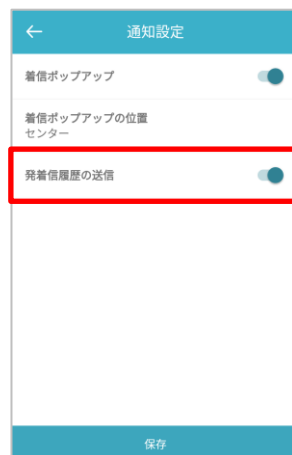 通知設定
着信ポップアップ
着信ポップアップの位置
センター
発着信履歴の送信
保存